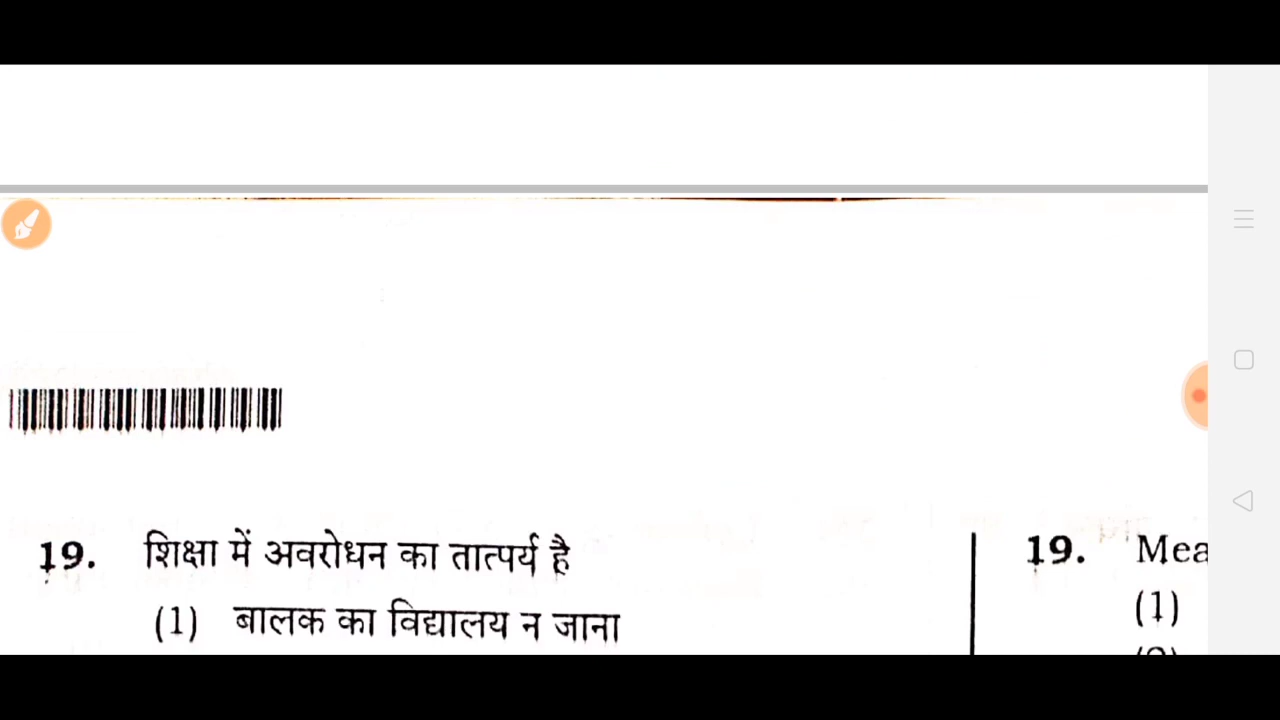 19. शिक्षा में अवरोधन का तात्पर्य है
(1) बालक का विद्यालय न जाना
19. Mea
(1)